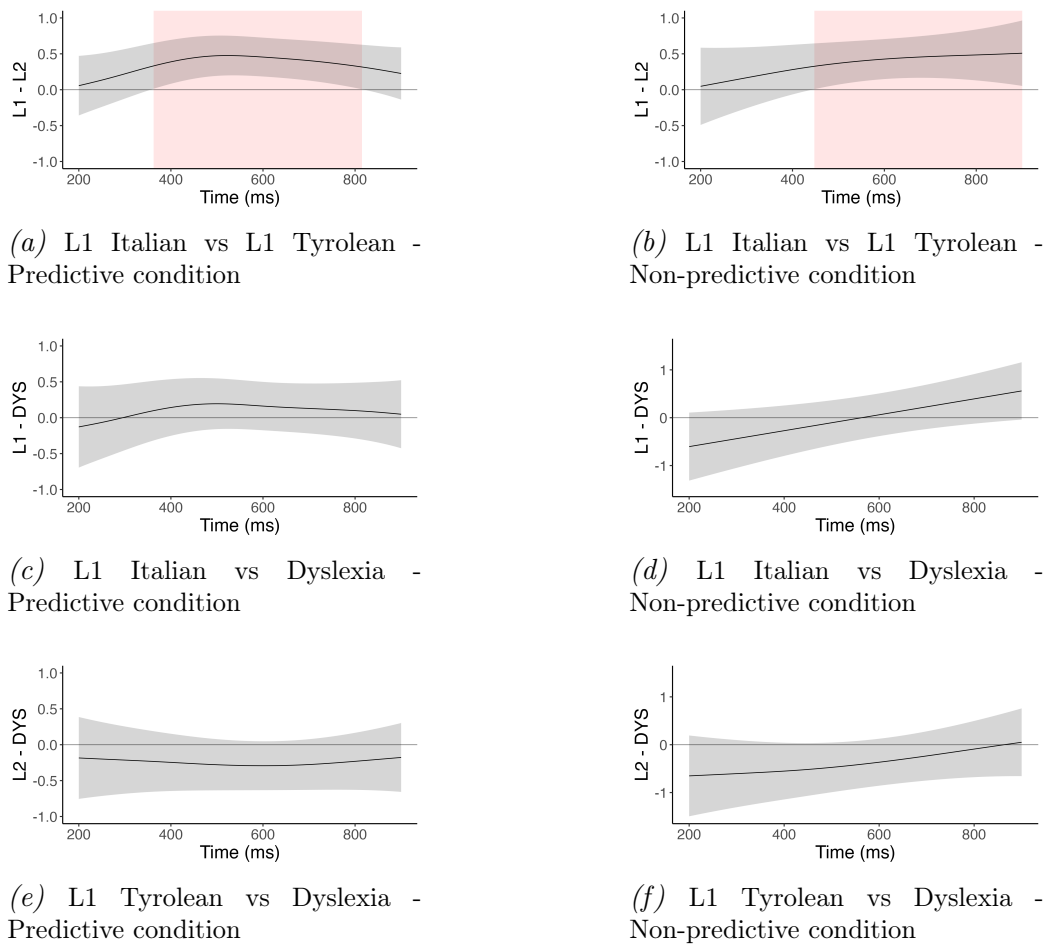 1.0
0.5
0.0
-0.5
-1.0
L1 - L2
200 400 600 800
Time (ms)
(a) L1 Italian vs L1 Tyrolean -
Predictive condition
1.0
0.5
0.0
-0.5
-1.0
L1 - L2
200 400 600 800
Time (ms)
(b) L1 Italian vs L1 Tyrolean -
Non-predictive condition
1.0
0.5
0.0
-0.5
-1.0
L1 - DYS
200 400 600 800
Time (ms)
(c) L1 Italian vs Dyslexia -
Predictive condition
1
0
-1
L1 - DYS
200 400 600 800
Time (ms)
(d) L1 Italian vs Dyslexia -
Non-predictive condition
1.0
0.5
0.0
-0.5
-1.0
L2 - DYS
200 400 600 800
Time (ms)
(e) L1 Tyrolean vs Dyslexia -
Predictive condition
1
0
-1
L2 - DYS
200 400 600 800
Time (ms)
(f) L1 Tyrolean vs Dyslexia -
Non-predictive condition